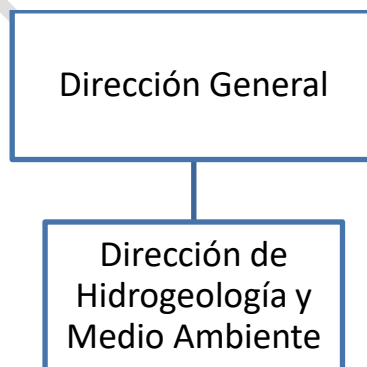 Dirección General
Dirección de
Hidrogeología y
Medio Ambiente